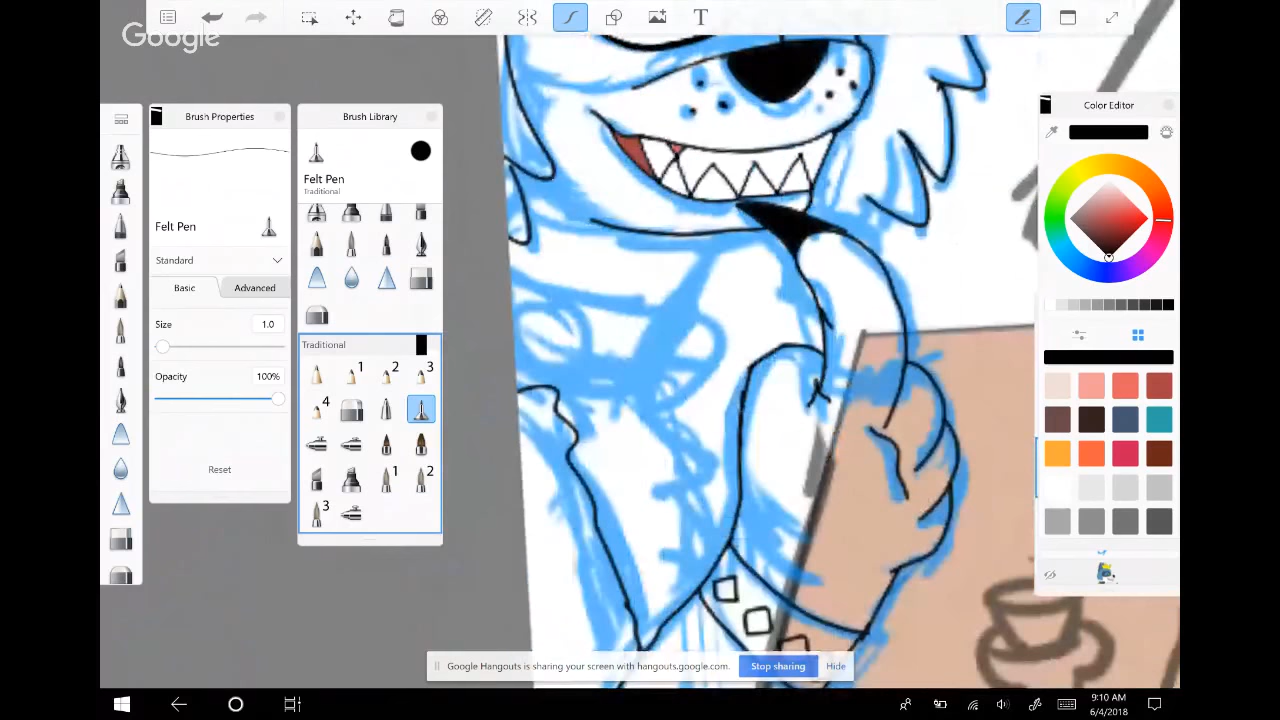 Google
T
Brush Properties
Brush Library
Color Editor
Felt Pen
Traditional
Felt Pen
Standard
Basic
Advanced
Size
1.0
Opacity
100%
Reset
Traditional
1
2
3
4
1
2
3
Google Hangouts is sharing your screen with hangouts.google.com.
Stop sharing
Hide
9:10 AM
6/4/2018